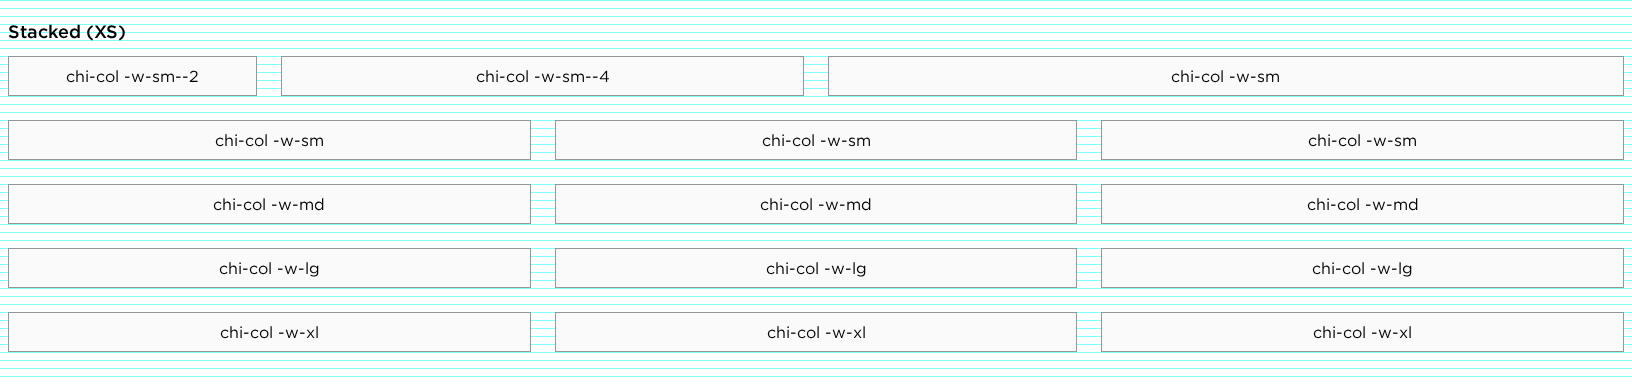 Stacked (XS)
chi-col -w-sm--2 chi-col -w-sm--4 chi-col -w-sm
chi-col -w-sm chi-col -w-sm chi-col -w-sm
chi-col -w-md chi-col -w-md chi-col -w-md
chi-col -w-lg chi-col -w-lg chi-col -w-lg
chi-col -w-xl chi-col -w-xl chi-col -w-xl